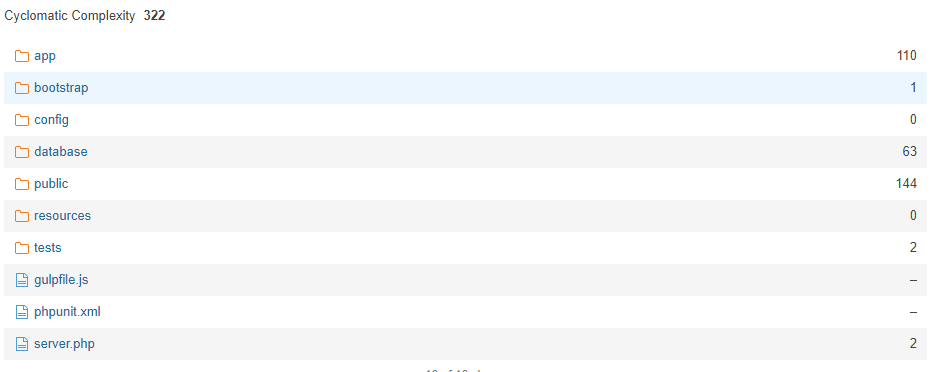 Cyclomatic Complexity 322
app 110
bootstrap 1
config 0
database 63
public 144
resources 0
tests 2
gulpfile.js –
phpunit.xml –
server.php 2